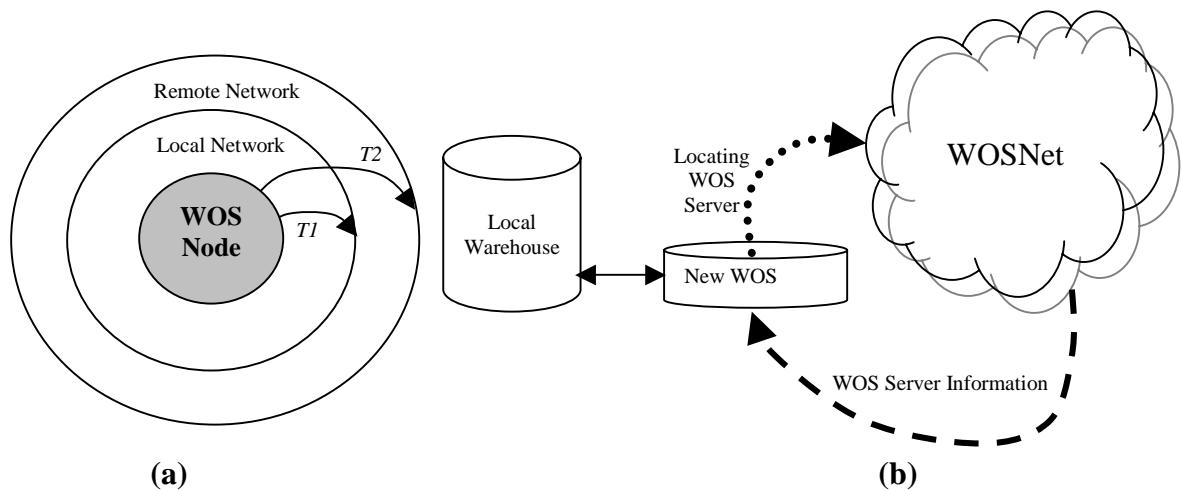 Remote Network
Local Network
T2
WOS
Node
T1
(a)
Local
Warehouse
Locating
WOS
Server
New WOS
WOSNet
WOS Server Information
(b)